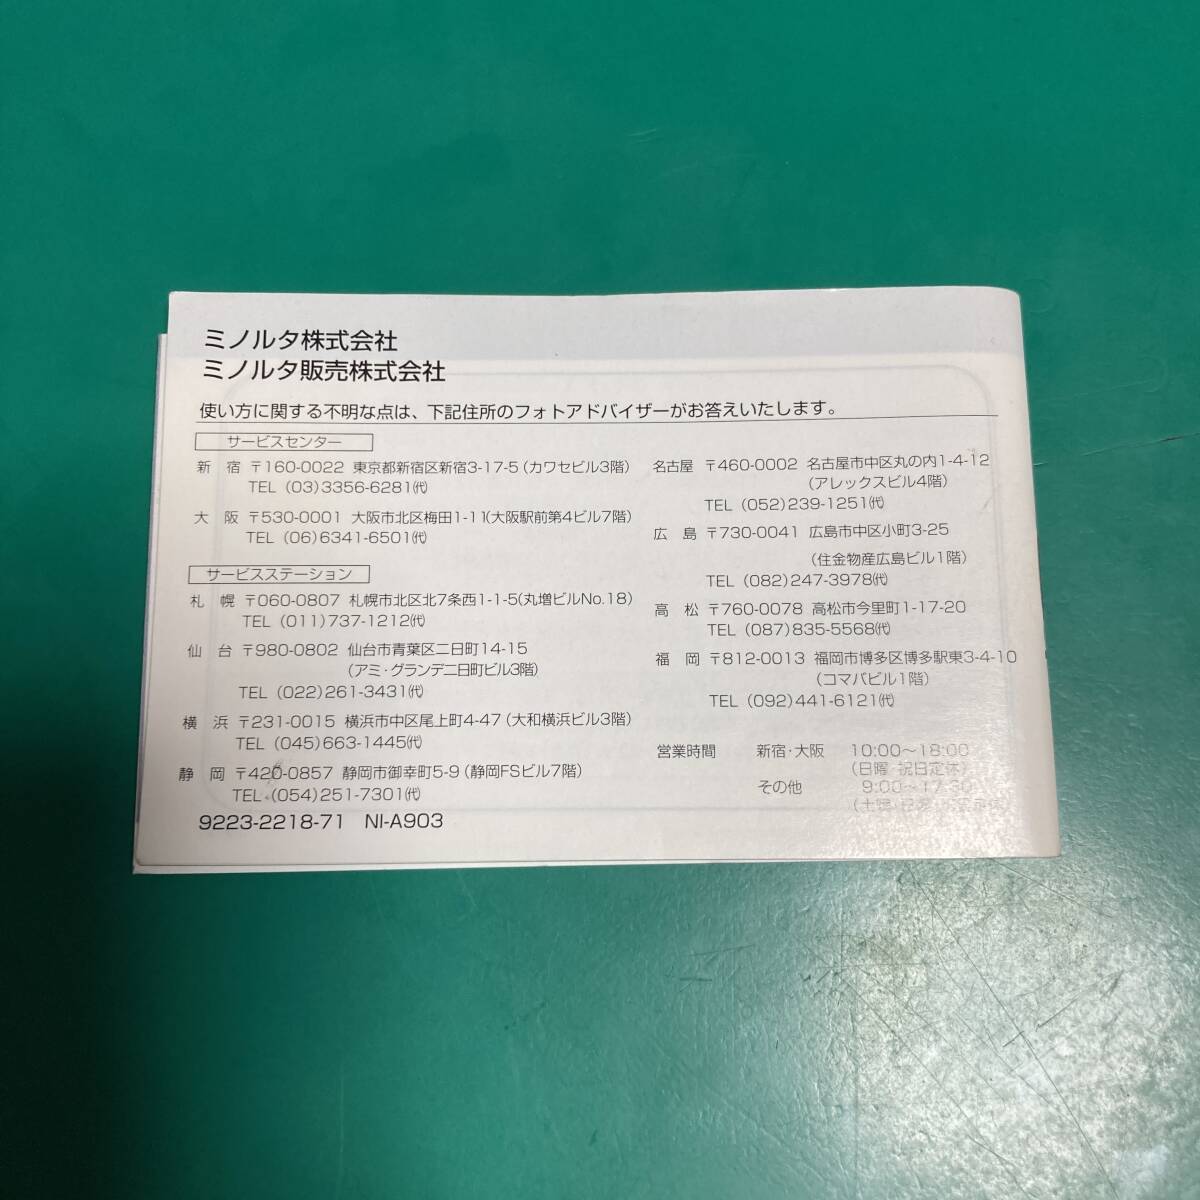 ミノルタ株式会社
ミノルタ販売株式会社
使い方に関する不明な点は、下記住所のフォトアドバイザーがお答えいたします。
サービスセンター
新 宿 〒160-0022 東京都新宿区新宿3-17-5(カワセビル3階)
TEL (03)3356-6281㈹
大 阪 〒530-0001 大阪市北区梅田1-11(大阪駅前第4ビル7階)
TEL (06)6341-6501㈹
サービスステーション
札 幌 〒060-0807 札幌市北区北7条西1-1-5(丸増ビルNo.18)
TEL (011)737-1212㈹
仙 台 〒980-0802 仙台市青葉区二日町14-15
(アミ・グランデ二日町ビル3階)
TEL (022)261-3431㈹
横 浜 〒231-0015 横浜市中区尾上町4-47(大和横浜ビル3階)
TEL (045)663-1445㈹
静 岡 〒420-0857 静岡市御幸町5-9(静岡FSビル7階)
TEL (054)251-7301㈹
名古屋 〒460-0002 名古屋市中区丸の内1-4-12
(アレックスビル4階)
TEL (052)239-1251㈹
広 島 〒730-0041 広島市中区小町3-25
(住金物産広島ビル1階)
TEL (082)247-3978㈹
高 松 〒760-0078 高松市今里町1-17-20
TEL (087)835-5568㈹
福 岡 〒812-0013 福岡市博多区博多駅東3-4-10
(コマバビル1階)
TEL (092)441-6121㈹
営業時間 新宿・大阪 10:00～18:00
(日曜・祝日定休)
その他 9:00～17:30
(土曜・日曜・祝日定休)
9223-2218-71 NI-A903